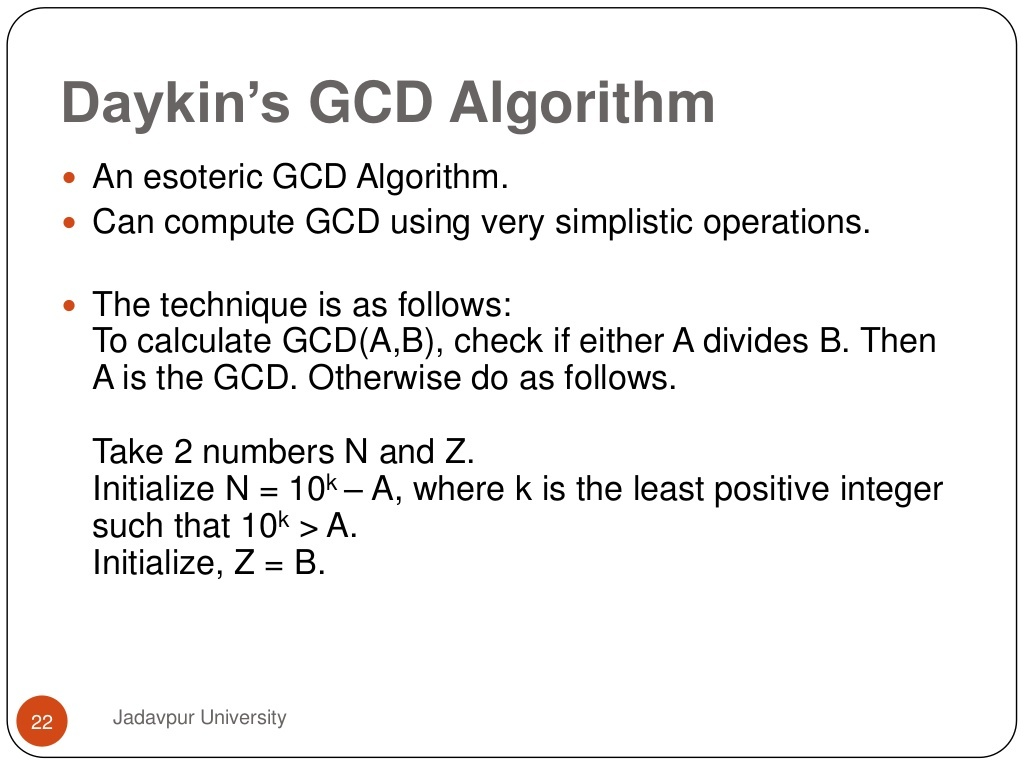 Daykin’s GCD Algorithm
• An esoteric GCD Algorithm.
• Can compute GCD using very simplistic operations.
• The technique is as follows:
To calculate GCD(A,B), check if either A divides B. Then
A is the GCD. Otherwise do as follows.
Take 2 numbers N and Z.
Initialize N = 10ᵏ – A, where k is the least positive integer
such that 10ᵏ > A.
Initialize, Z = B.
22
Jadavpur University